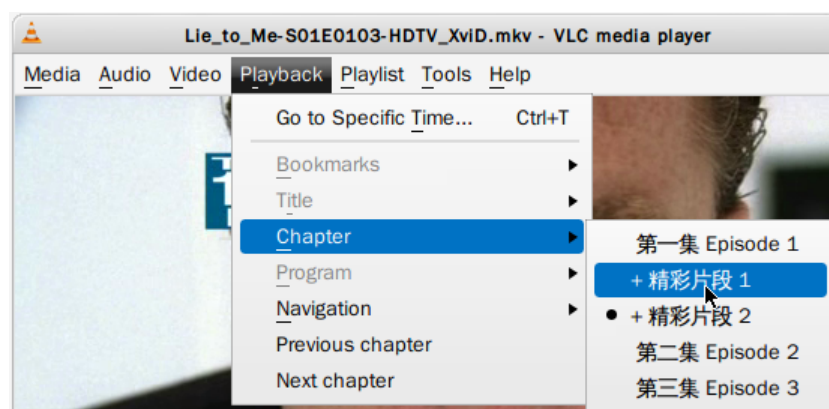 Lie_to_Me-S01E0103-HDTV_XviD.mkv - VLC media player
Media Audio Video Playback Playlist Tools Help
Go to Specific Time... Ctrl+T
Bookmarks
Title
Chapter
Program
Navigation
Previous chapter
Next chapter
第一集 Episode 1
+ 精彩片段 1
+ 精彩片段 2
第二集 Episode 2
第三集 Episode 3